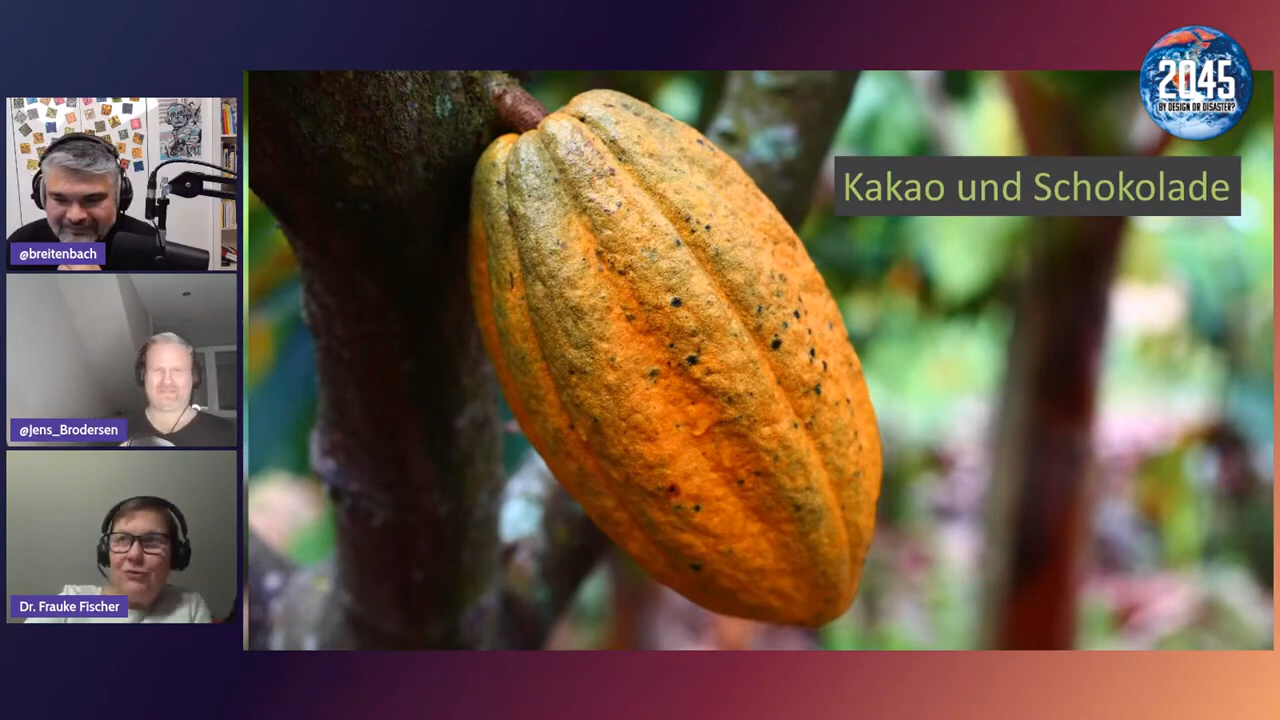 2045
BY DESIGN OR DISASTER?
Kakao und Schokolade
@breitenbach
@Jens_Brodersen
Dr. Frauke Fischer